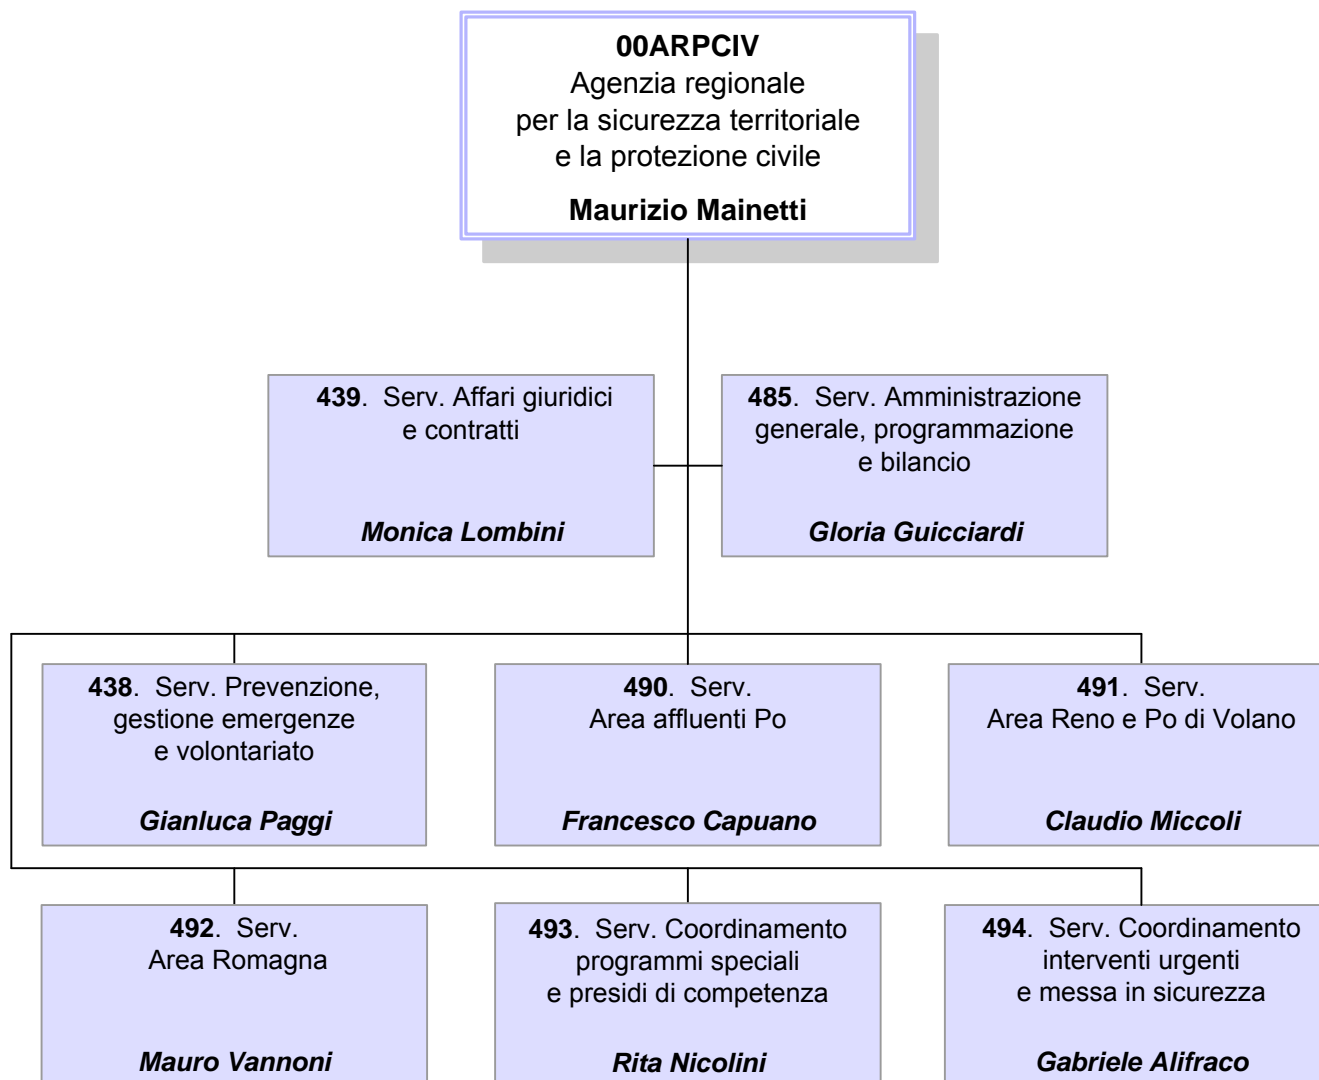 00ARPCIV
Agenzia regionale
per la sicurezza territoriale
e la protezione civile
Maurizio Mainetti
439. Serv. Affari giuridici
e contratti
Monica Lombini
485. Serv. Amministrazione
generale, programmazione
e bilancio
Gloria Guicciardi
438. Serv. Prevenzione,
gestione emergenze
e volontariato
Gianluca Paggi
490. Serv.
Area affluenti Po
Francesco Capuano
491. Serv.
Area Reno e Po di Volano
Claudio Miccoli
492. Serv.
Area Romagna
Mauro Vannoni
493. Serv. Coordinamento
programmi speciali
e presidi di competenza
Rita Nicolini
494. Serv. Coordinamento
interventi urgenti
e messa in sicurezza
Gabriele Alifraco